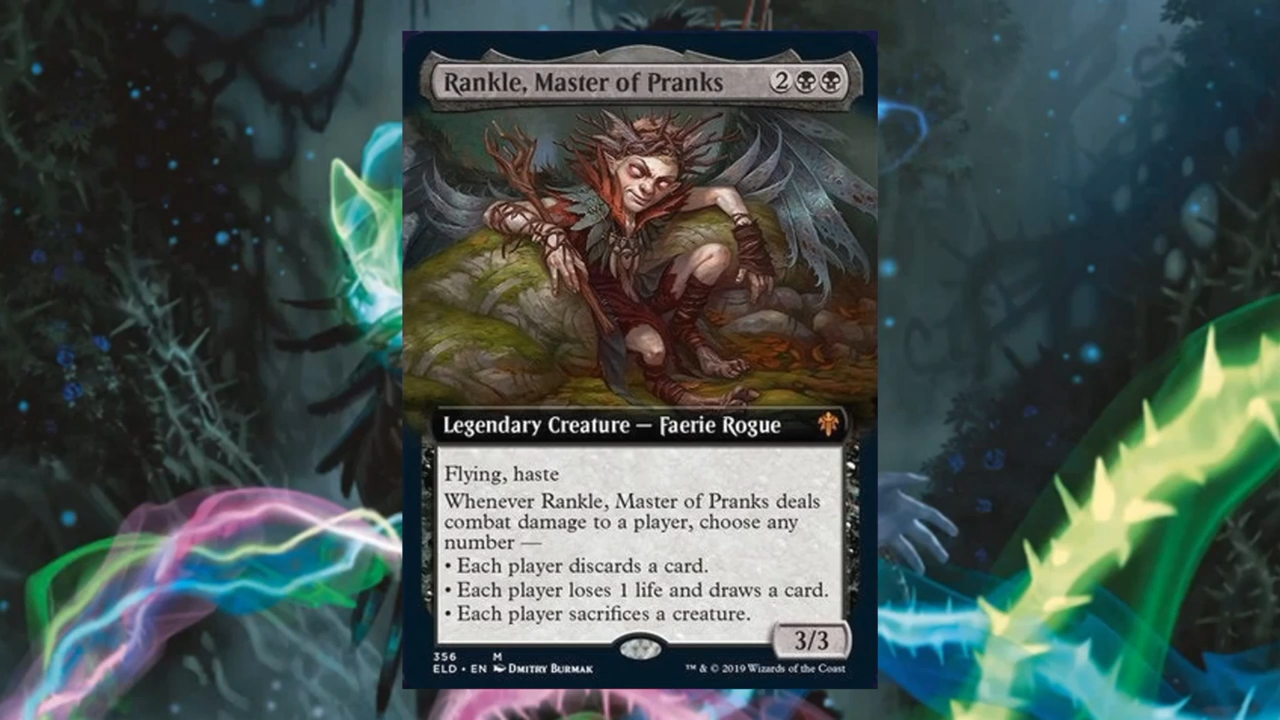 Rankle, Master of Pranks 2
Legendary Creature — Faerie Rogue
Flying, haste
Whenever Rankle, Master of Pranks deals
combat damage to a player, choose any
number —
• Each player discards a card.
• Each player loses 1 life and draws a card.
• Each player sacrifices a creature.
3/3
356 M
ELD • EN Dmitry Burmak ™ & © 2019 Wizards of the Coast